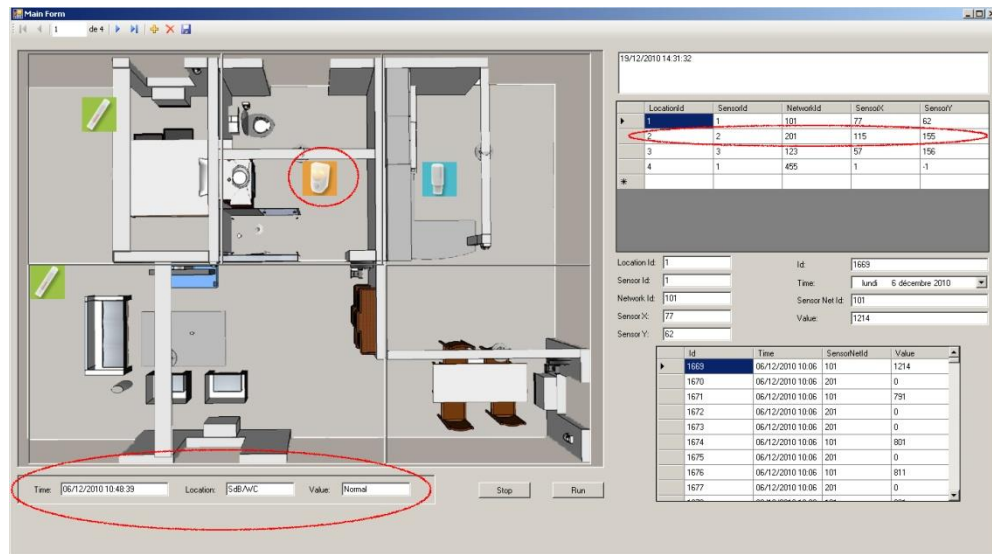 Main Form
1 de 4
19/12/2010 14:31:32
LocationId SensorId NetworkId SensorX SensorY
1 1 101 77 62
2 2 201 115 155
3 3 123 57 156
4 1 455 1 -1
Location Id: 1
Sensor Id: 1
Network Id: 101
Sensor X: 77
Sensor Y: 62
Id: 1669
Time: lundi 6 décembre 2010
Sensor Net Id: 101
Value: 1214
Id Time SensorNetId Value
1669 06/12/2010 10:06 101 1214
1670 06/12/2010 10:06 201 0
1671 06/12/2010 10:06 101 791
1672 06/12/2010 10:06 201 0
1673 06/12/2010 10:06 201 0
1674 06/12/2010 10:06 101 801
1675 06/12/2010 10:06 201 0
1676 06/12/2010 10:06 101 811
1677 06/12/2010 10:06 201 0
Time: 06/12/2010 10:48:39 Location: SdB/WC Value: Normal
Stop Run